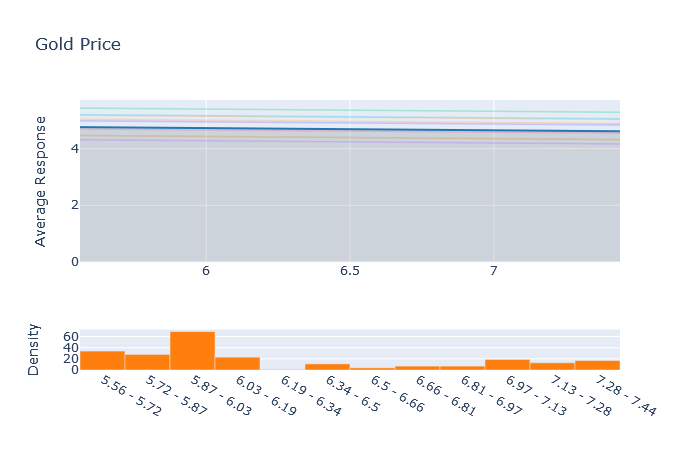 Gold Price
Average Response
4
2
0
6
6.5
7
Density
60
40
20
0
5.56 - 5.72
5.72 - 5.87
5.87 - 6.03
6.03 - 6.19
6.19 - 6.34
6.34 - 6.5
6.5 - 6.66
6.66 - 6.81
6.81 - 6.97
6.97 - 7.13
7.13 - 7.28
7.28 - 7.44